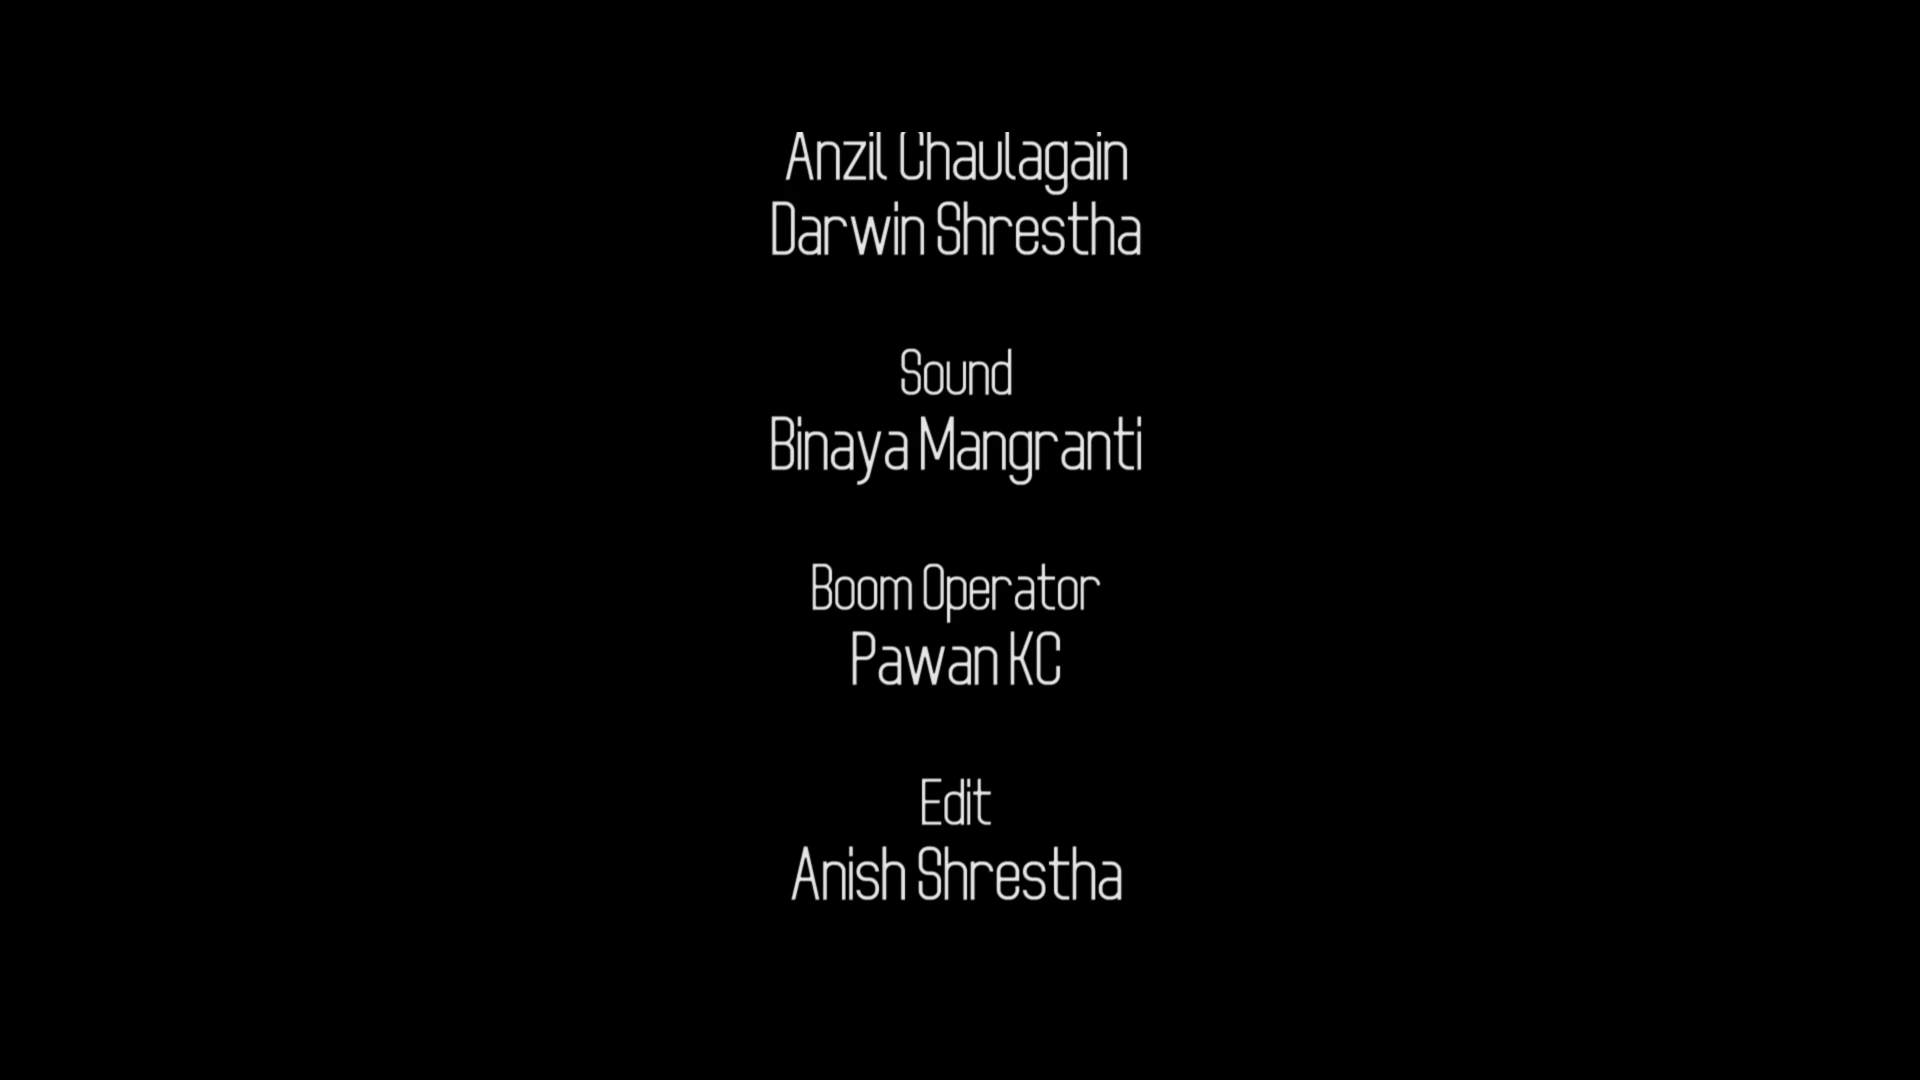 Anzil Chaulagain
Darwin Shrestha
Sound
Binaya Mangranti
Boom Operator
Pawan KC
Edit
Anish Shrestha